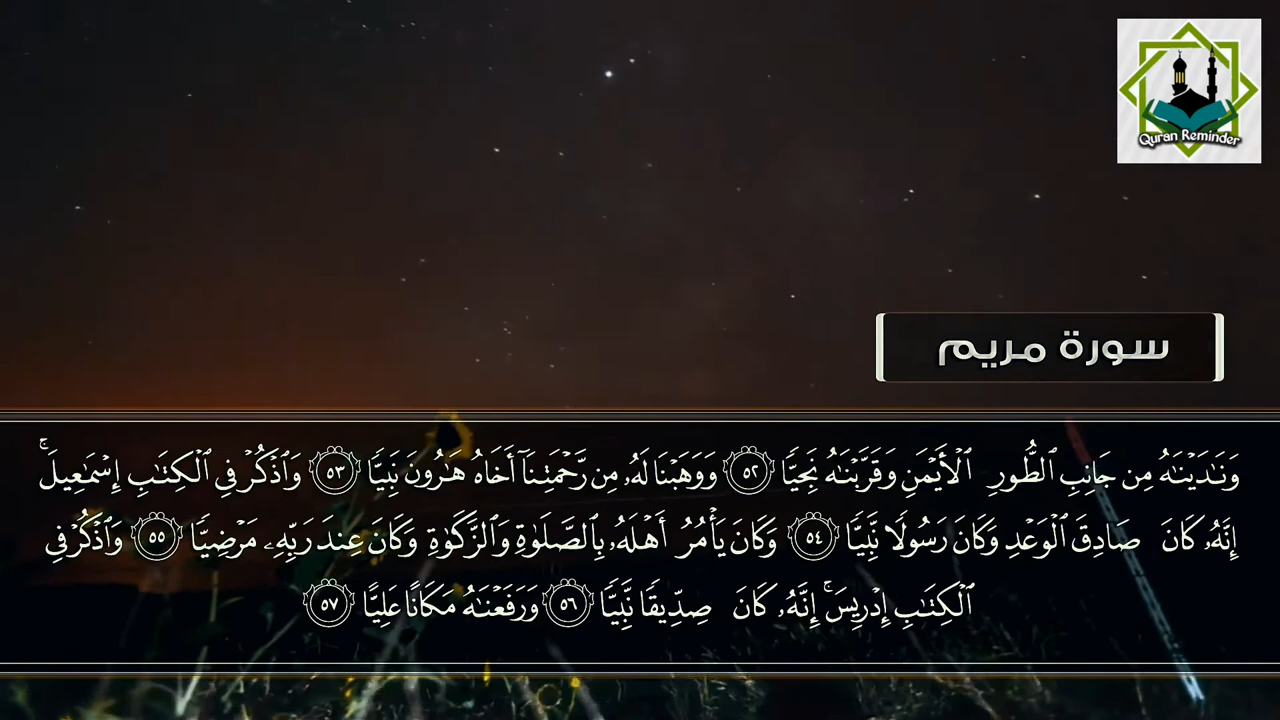 Quran Reminder
سورة مريم
وَنَـٰدَيْنَـٰهُ مِن جَانِبِ ٱلطُّورِ ٱلْأَيْمَنِ وَقَرَّبْنَـٰهُ نَجِيًّا ٥٢ وَوَهَبْنَا لَهُۥ مِن رَّحْمَتِنَآ أَخَاهُ هَـٰرُونَ نَبِيًّا ٥٣ وَٱذْكُرْ فِى ٱلْكِتَـٰبِ إِسْمَـٰعِيلَ ۚ
إِنَّهُۥ كَانَ صَادِقَ ٱلْوَعْدِ وَكَانَ رَسُولًا نَّبِيًّا ٥٤ وَكَانَ يَأْمُرُ أَهْلَهُۥ بِٱلصَّلَوٰةِ وَٱلزَّكَوٰةِ وَكَانَ عِندَ رَبِّهِۦ مَرْضِيًّا ٥٥ وَٱذْكُرْ فِى
ٱلْكِتَـٰبِ إِدْرِيسَ ۚ إِنَّهُۥ كَانَ صِدِّيقًا نَّبِيًّا ٥٦ وَرَفَعْنَـٰهُ مَكَانًا عَلِيًّا ٥٧